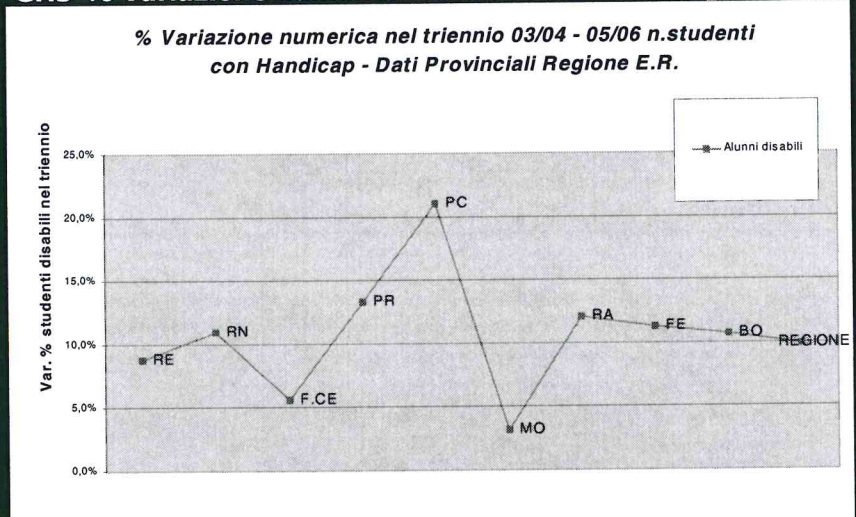 % Variazione numerica nel triennio 03/04 - 05/06 n.studenti
con Handicap - Dati Provinciali Regione E.R.
Alunni disabili
Var. % studenti disabili nel triennio
25,0%
20,0%
15,0%
10,0%
5,0%
0,0%
RE
RN
F.CE
PR
PC
MO
RA
FE
BO
REGIONE